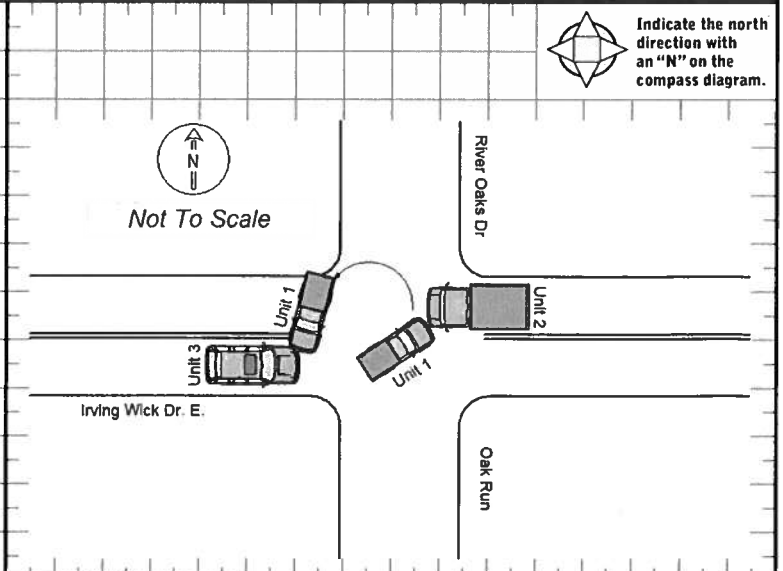 Indicate the north
direction with
an “N” on the
compass diagram.
N
Not To Scale
River Oaks Dr
Unit 1
Unit 2
Unit 3
Unit 1
Irving Wick Dr. E.
Oak Run